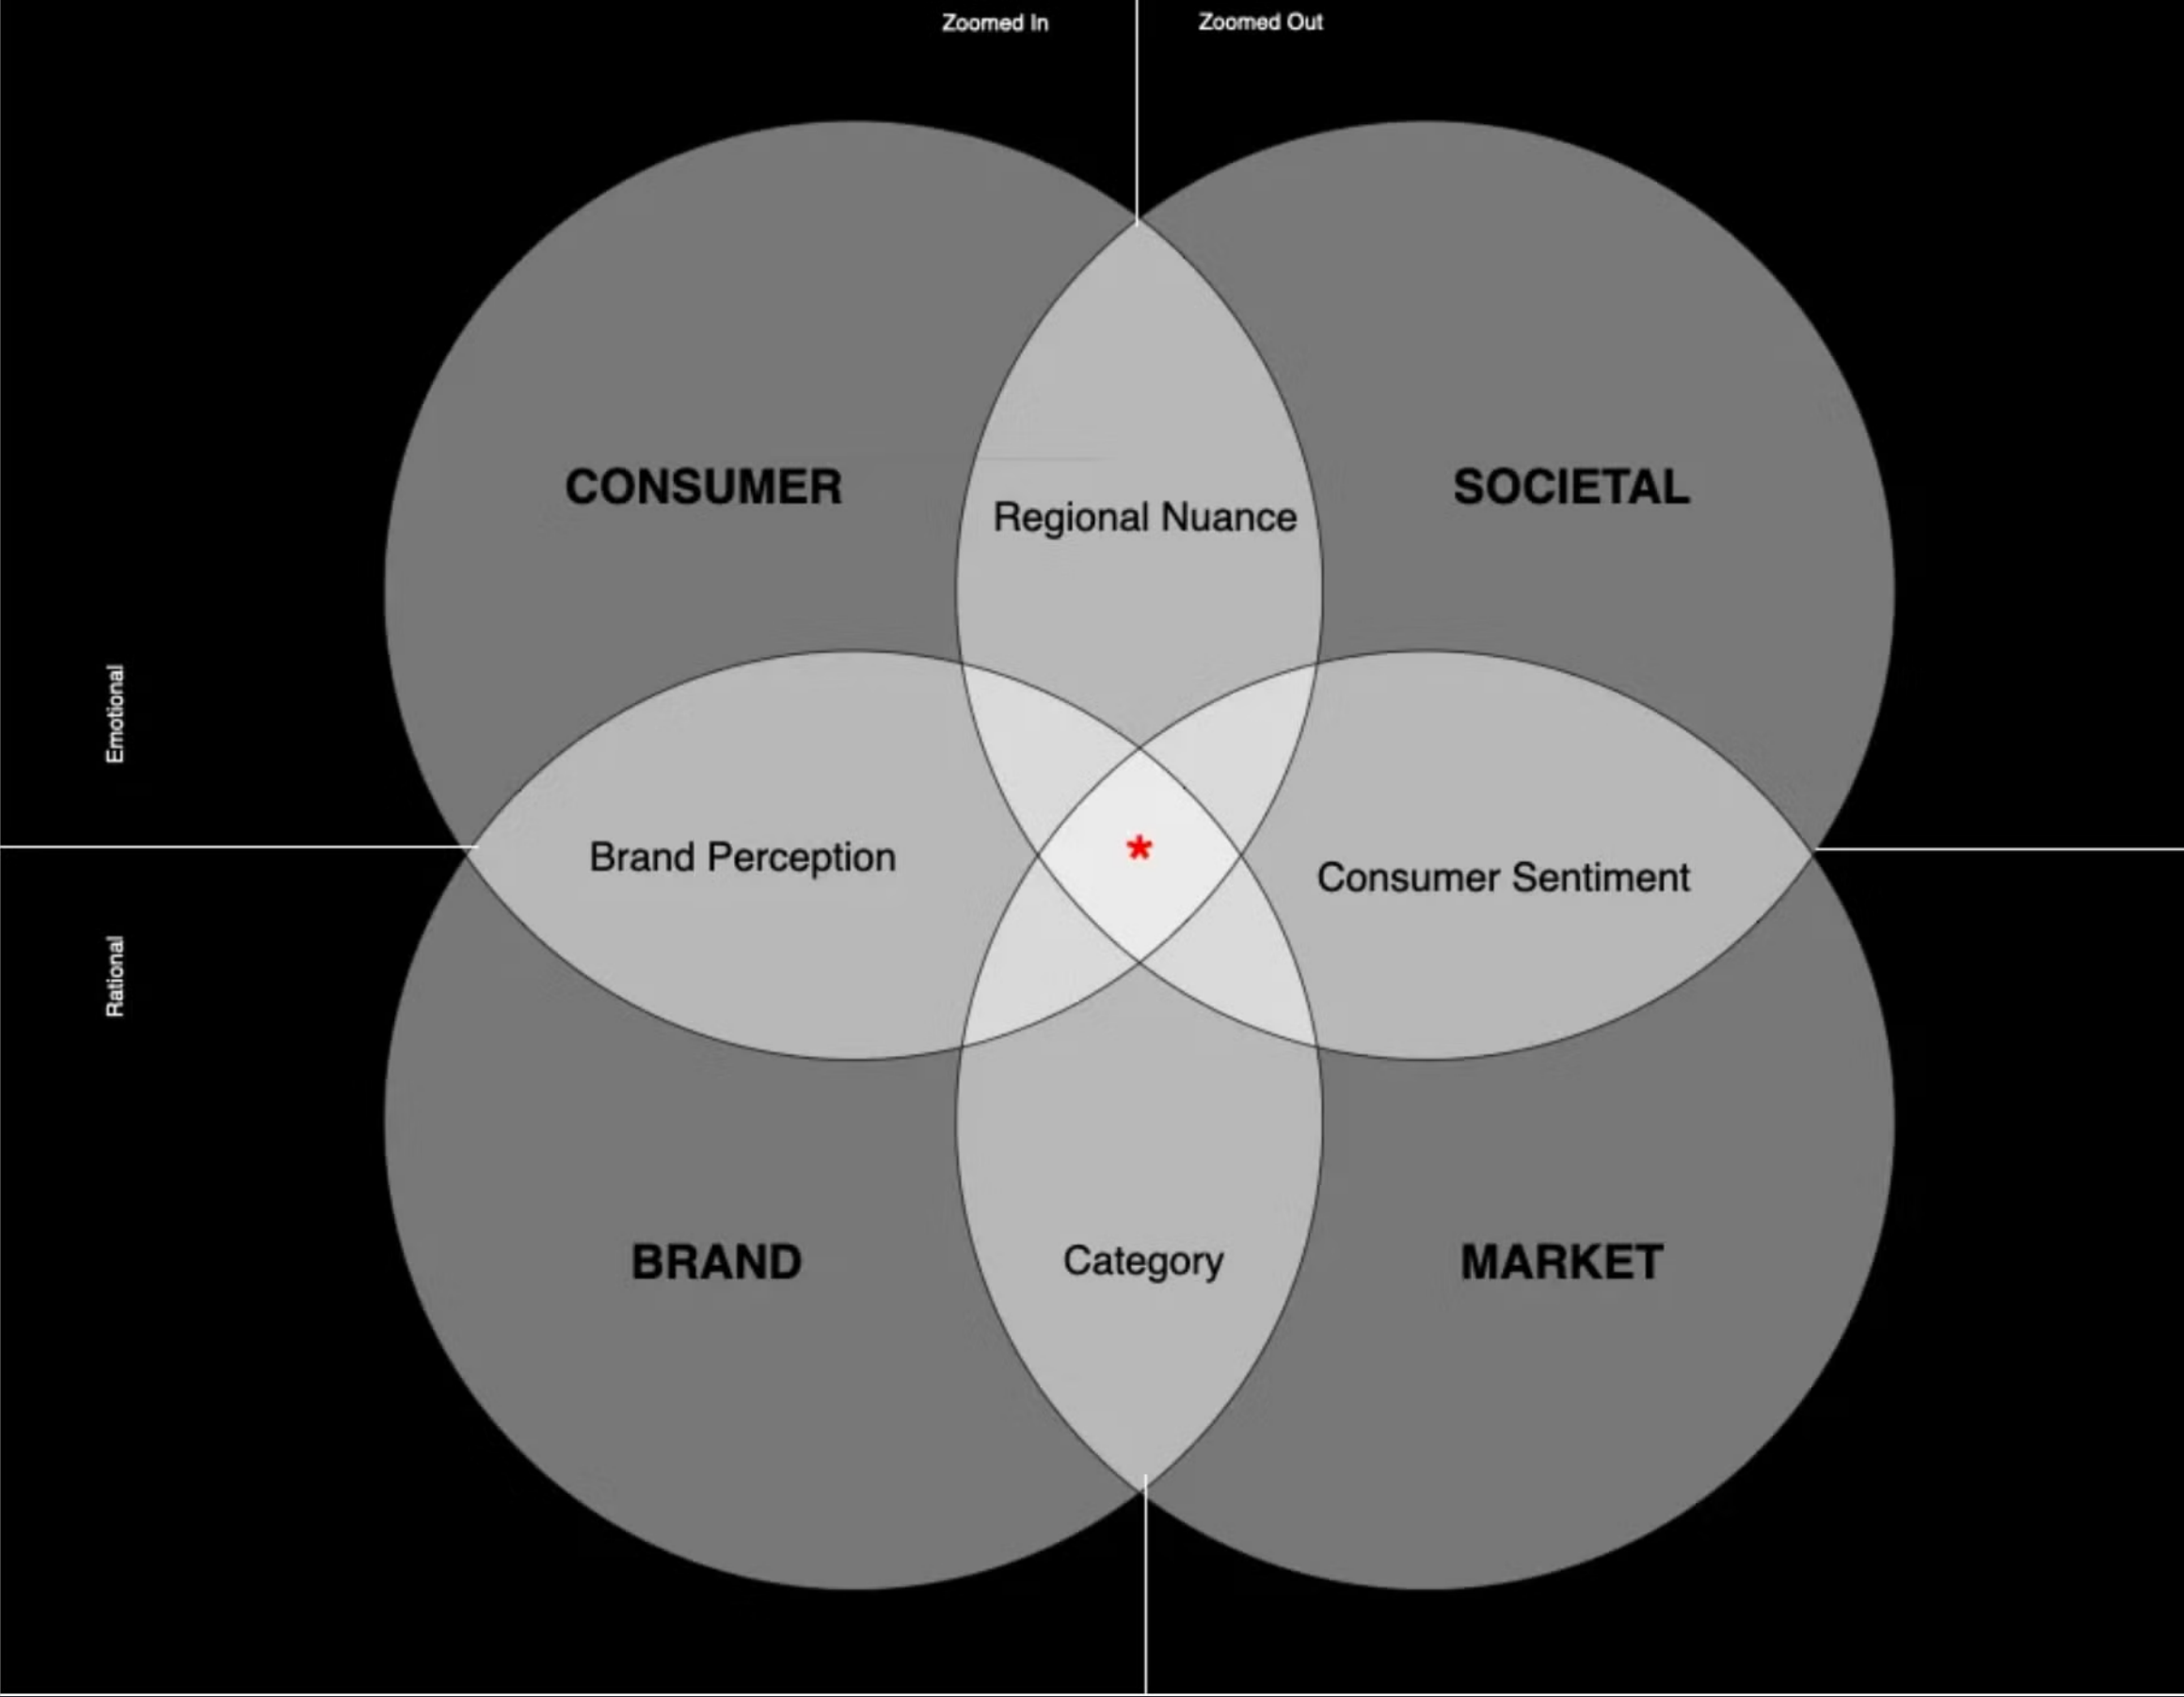 Zoomed In
Zoomed Out
CONSUMER
SOCIETAL
Regional Nuance
Emotional
Brand Perception
*
Consumer Sentiment
Rational
BRAND
Category
MARKET